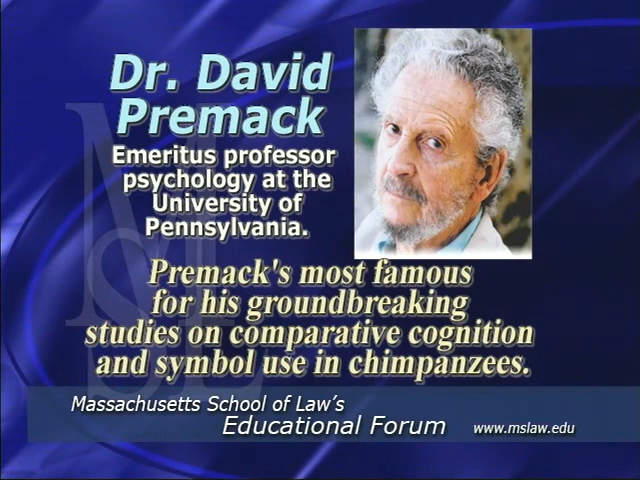 Dr. David
Premack
Emeritus professor
psychology at the
University of
Pennsylvania.
Premack's most famous
for his groundbreaking
studies on comparative cognition
and symbol use in chimpanzees.
Massachusetts School of Law's
Educational Forum
www.mslaw.edu
MSL